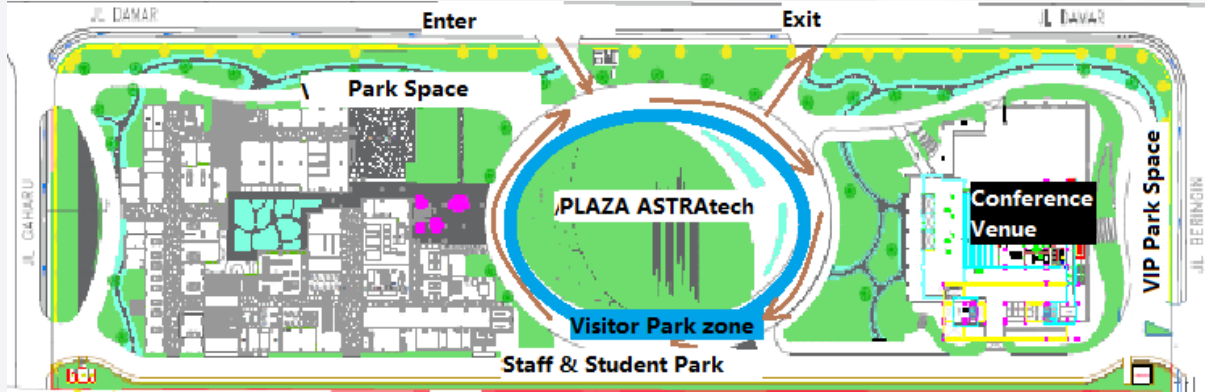 JL DAMAR
Enter
Exit
JL DAMAR
Park Space
JL GAHARU
PLAZA ASTRAtech
Conference
Venue
VIP Park Space
JL BERINGIN
Visitor Park zone
Staff & Student Park